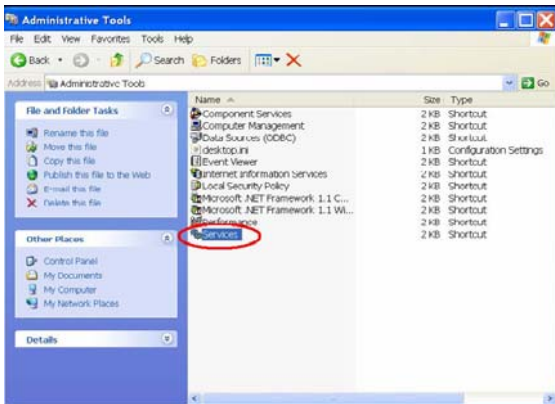 Administrative Tools
File Edit View Favorites Tools Help
Back Search Folders
Address Administrative Tools Go
File and Folder Tasks
Rename this file
Move this file
Copy this file
Publish this file to the Web
E-mail this file
Delete this file
Other Places
Control Panel
My Documents
My Computer
My Network Places
Details
Name Size Type
Component Services 2 KB Shortcut
Computer Management 2 KB Shortcut
Data Sources (ODBC) 2 KB Shortcut
desktop.ini 1 KB Configuration Settings
Event Viewer 2 KB Shortcut
Internet Information Services 2 KB Shortcut
Local Security Policy 2 KB Shortcut
Microsoft .NET Framework 1.1 C... 2 KB Shortcut
Microsoft .NET Framework 1.1 Wi... 2 KB Shortcut
Performance 2 KB Shortcut
Services 2 KB Shortcut